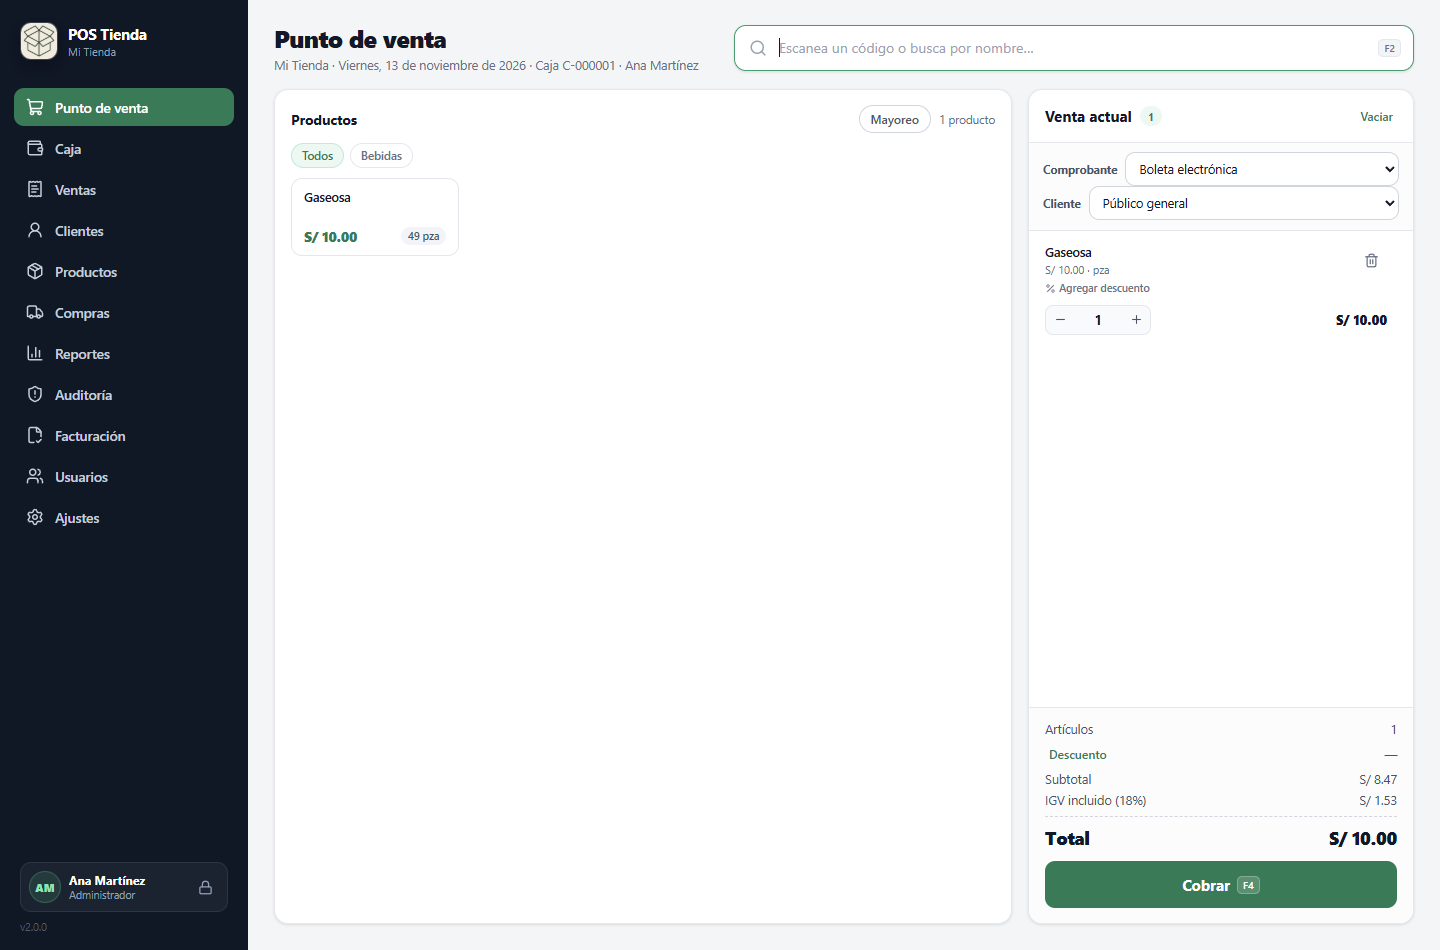 POS Tienda
Mi Tienda
Punto de venta
Caja
Ventas
Clientes
Productos
Compras
Reportes
Auditoría
Facturación
Usuarios
Ajustes
AM
Ana Martínez
Administrador
v2.0.0
Punto de venta
Mi Tienda · Viernes, 13 de noviembre de 2026 · Caja C-000001 · Ana Martínez
Escanea un código o busca por nombre...
F2
Productos
Mayoreo
1 producto
Todos
Bebidas
Gaseosa
S/ 10.00
49 pza
Venta actual
1
Vaciar
Comprobante
Boleta electrónica
Cliente
Público general
Gaseosa
S/ 10.00 · pza
% Agregar descuento
− 1 +
S/ 10.00
Artículos
1
Descuento
—
Subtotal
S/ 8.47
IGV incluido (18%)
S/ 1.53
Total
S/ 10.00
Cobrar
F4